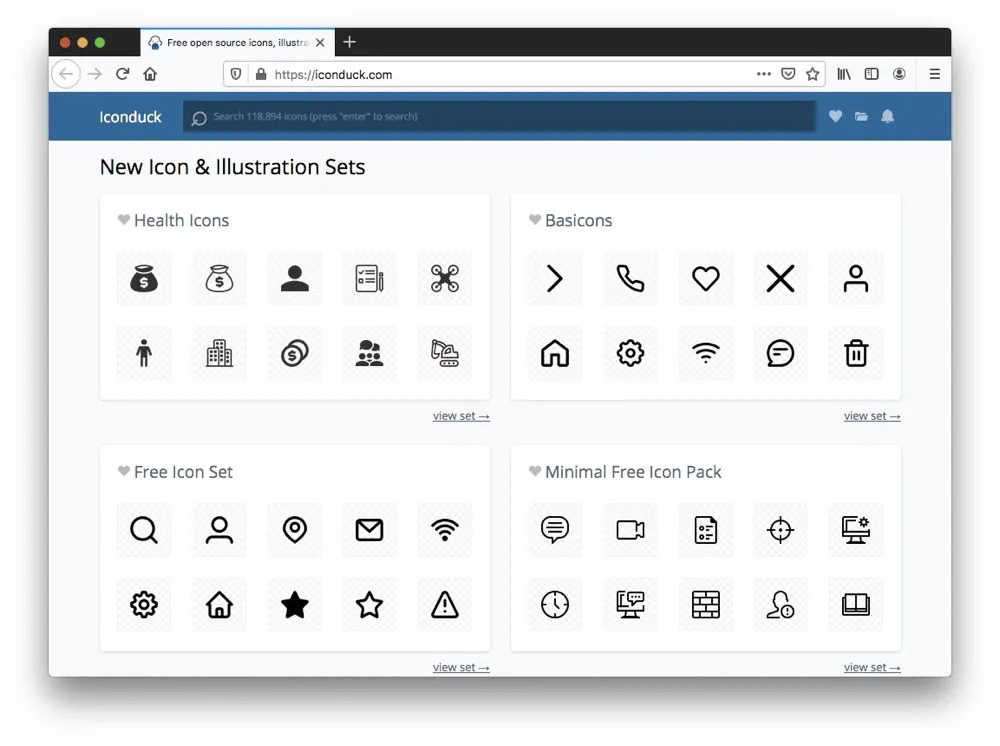 Free open source icons, illustra
https://iconduck.com
Iconduck
Search 118,894 icons (press "enter" to search)
New Icon & Illustration Sets
Health Icons
Basicons
view set →
view set →
Free Icon Set
Minimal Free Icon Pack
view set →
view set →